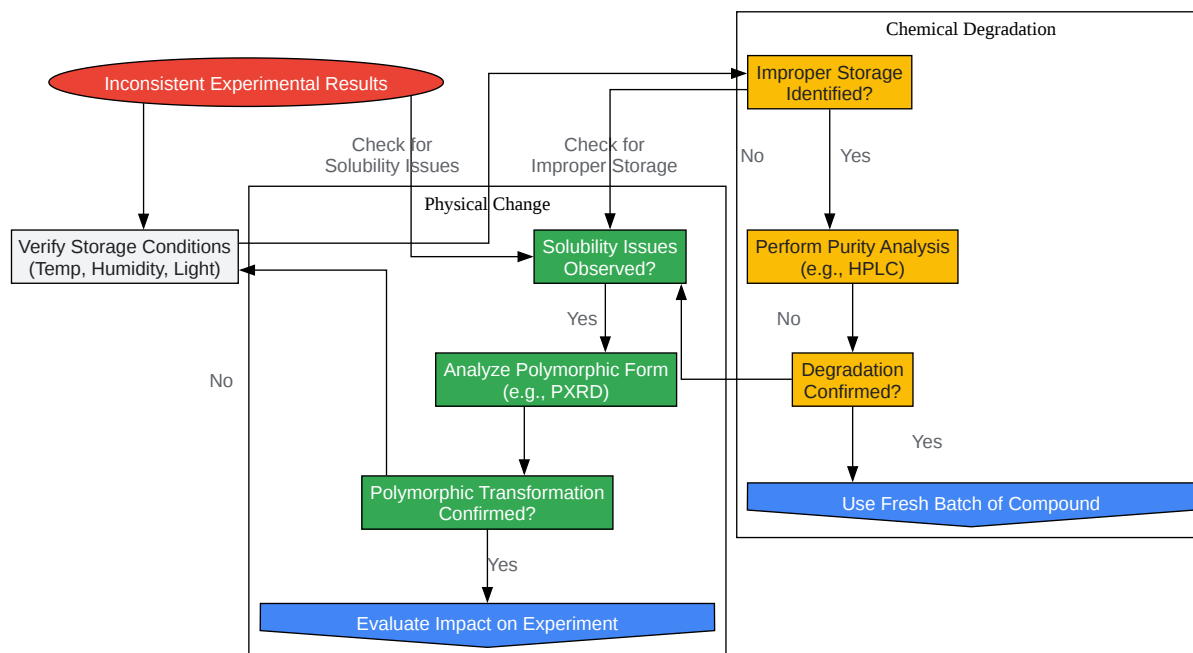 Chemical Degradation
Inconsistent Experimental Results
Improper Storage
Identified?
Check for
Solubility Issues
Check for
Improper Storage
No
Yes
Physical Change
Verify Storage Conditions
(Temp, Humidity, Light)
Solubility Issues
Observed?
Perform Purity Analysis
(e.g., HPLC)
Yes
No
No
Analyze Polymorphic Form
(e.g., PXRD)
Degradation
Confirmed?
Yes
Polymorphic Transformation
Confirmed?
Use Fresh Batch of Compound
Yes
Evaluate Impact on Experiment